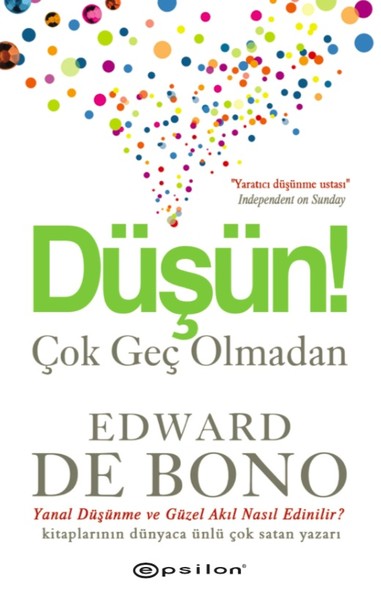 "Yaratıcı düşünme ustası"
Independent on Sunday
Düşün!
Çok Geç Olmadan
EDWARD
DE BONO
Yanal Düşünme ve Güzel Akıl Nasıl Edinilir?
kitaplarının dünyaca ünlü çok satan yazarı
epsilon®